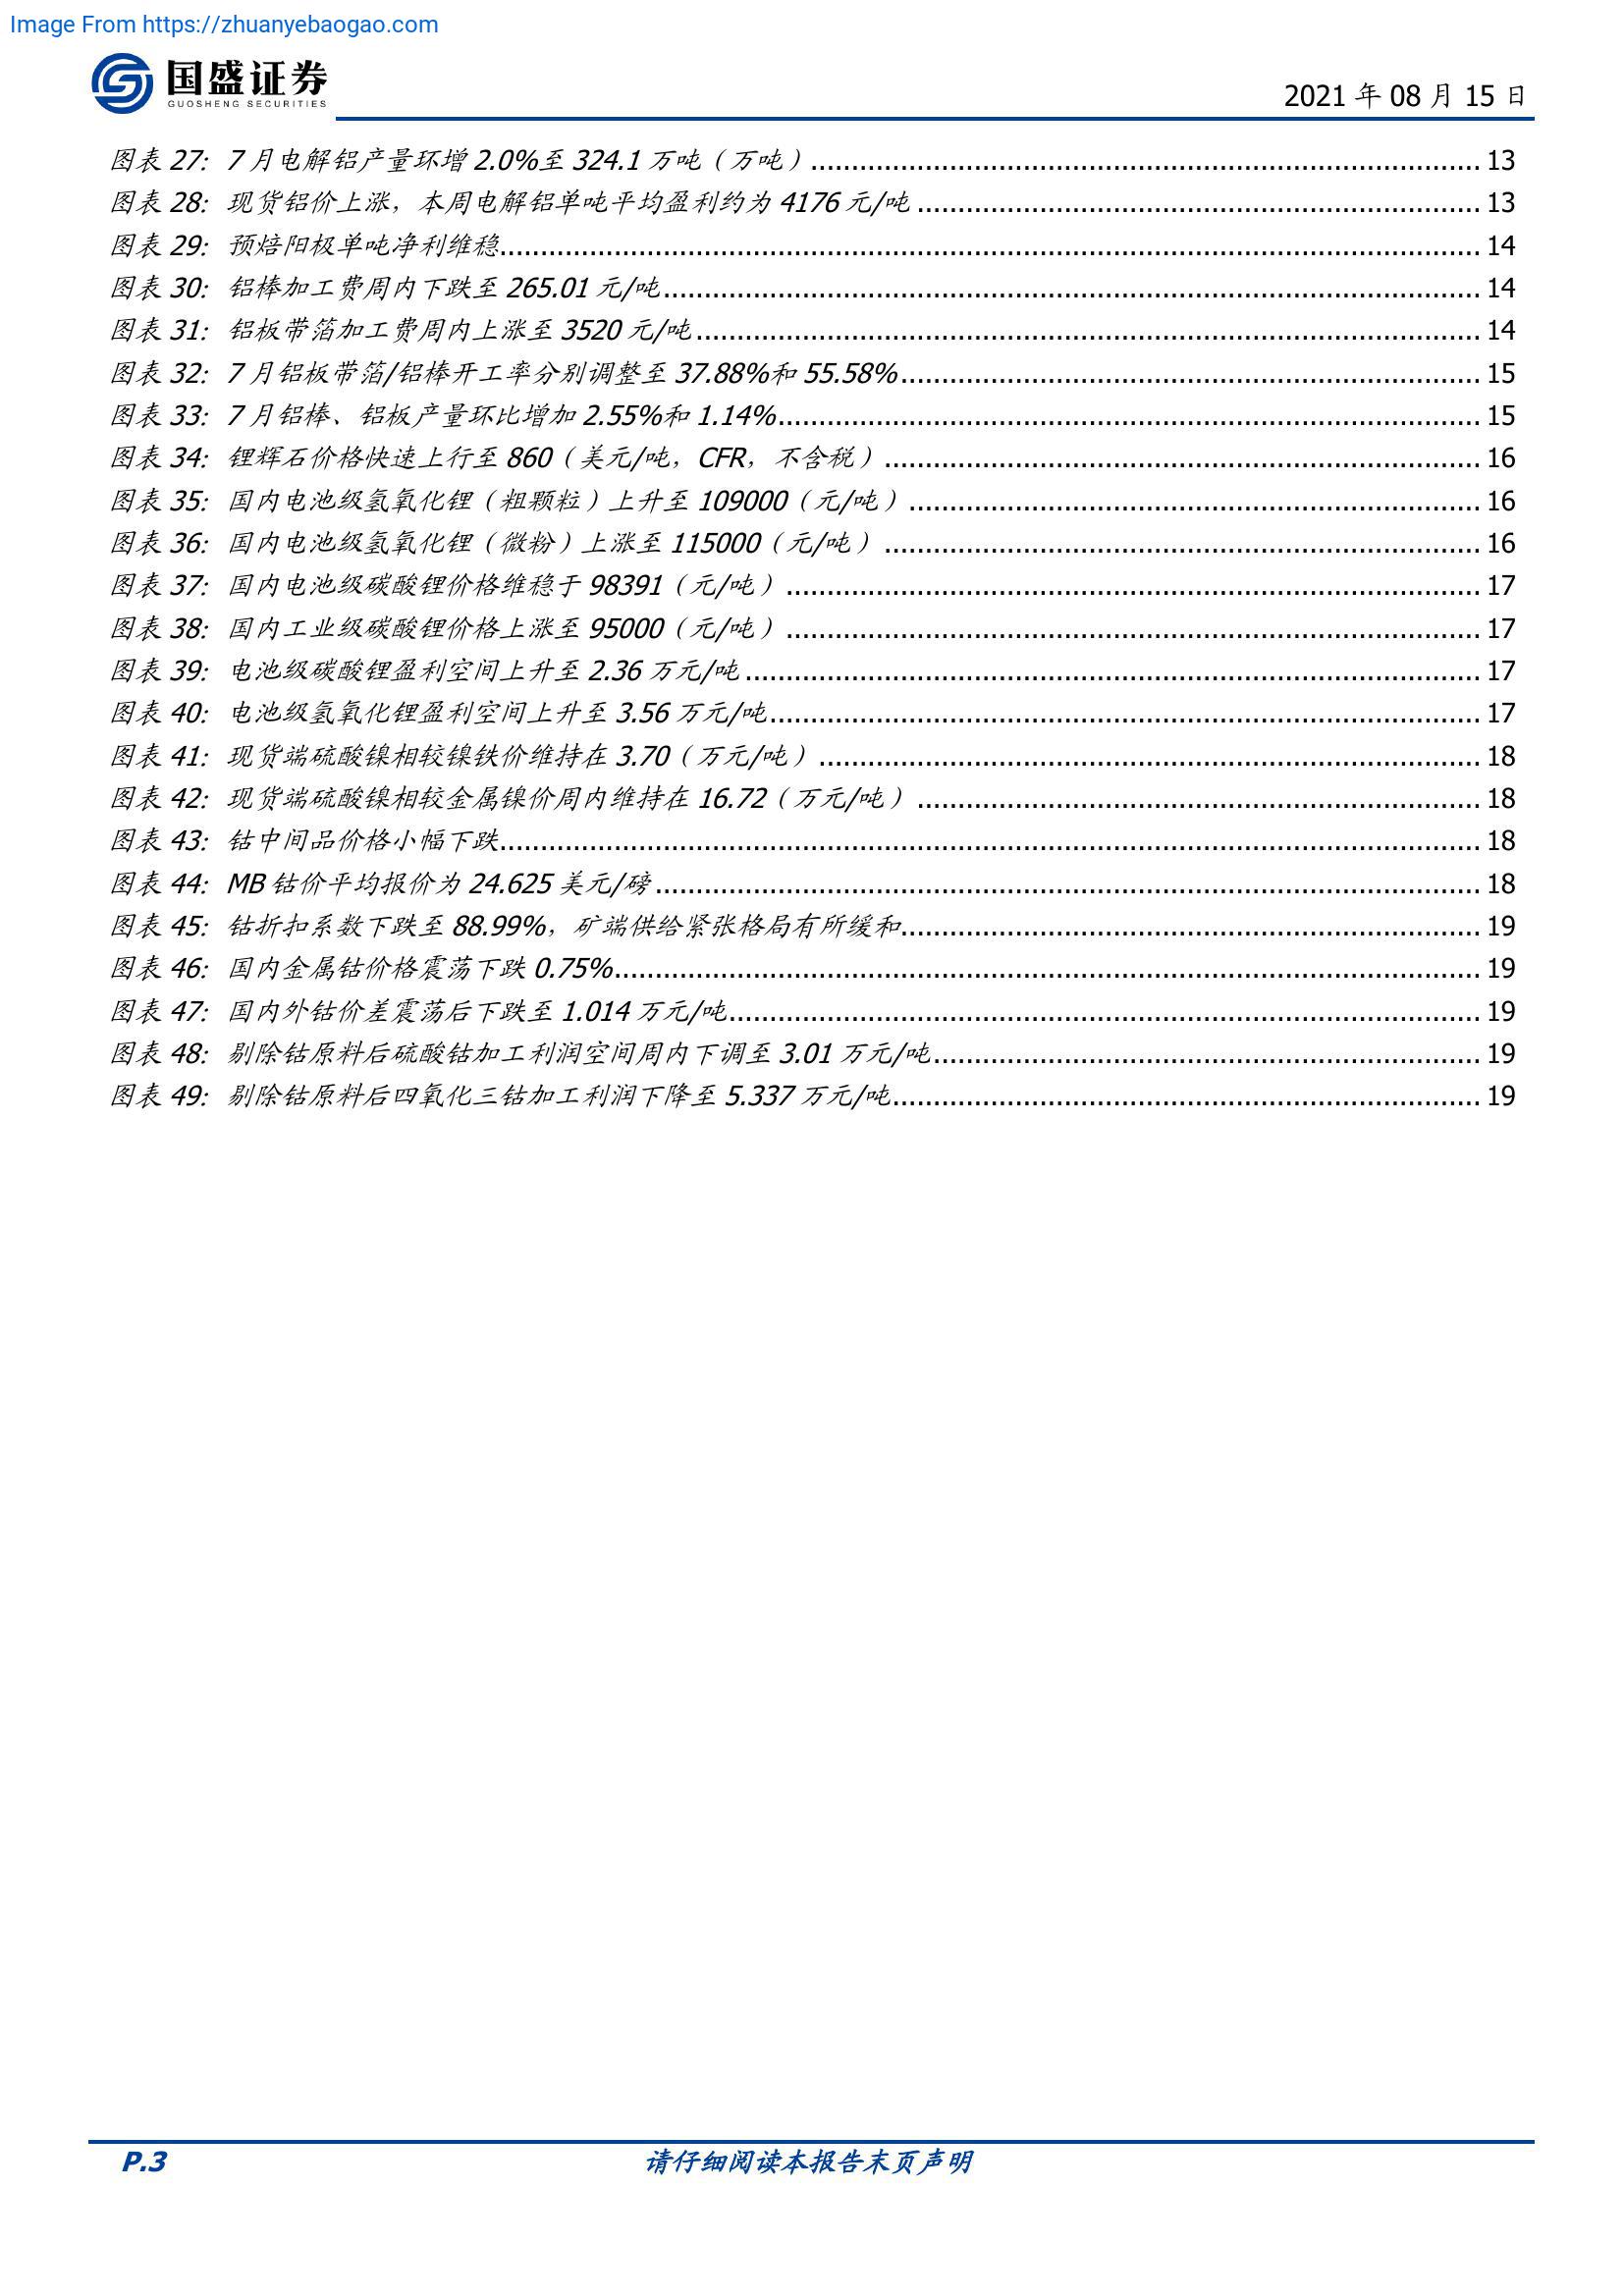 Image From https://zhuanyebaogao.com
国盛证券
GUOSHENG SECURITIES
2021 年 08 月 15 日
图表 27: 7 月电解铝产量环增 2.0%至 324.1 万吨（万吨）.......... 13
图表 28: 现货铝价上涨，本周电解铝单吨平均盈利约为 4176 元/吨 .......... 13
图表 29: 预焙阳极单吨净利维稳.......... 14
图表 30: 铝棒加工费周内下跌至 265.01 元/吨.......... 14
图表 31: 铝板带箔加工费周内上涨至 3520 元/吨.......... 14
图表 32: 7 月铝板带箔/铝棒开工率分别调整至 37.88%和 55.58%.......... 15
图表 33: 7 月铝棒、铝板产量环比增加 2.55%和 1.14%.......... 15
图表 34: 锂辉石价格快速上行至 860（美元/吨，CFR，不含税）.......... 16
图表 35: 国内电池级氢氧化锂（粗颗粒）上升至 109000（元/吨）.......... 16
图表 36: 国内电池级氢氧化锂（微粉）上涨至 115000（元/吨）.......... 16
图表 37: 国内电池级碳酸锂价格维稳于 98391（元/吨）.......... 17
图表 38: 国内工业级碳酸锂价格上涨至 95000（元/吨）.......... 17
图表 39: 电池级碳酸锂盈利空间上升至 2.36 万元/吨.......... 17
图表 40: 电池级氢氧化锂盈利空间上升至 3.56 万元/吨.......... 17
图表 41: 现货端硫酸镍相较镍铁价维持在 3.70（万元/吨）.......... 18
图表 42: 现货端硫酸镍相较金属镍价周内维持在 16.72（万元/吨）.......... 18
图表 43: 钴中间品价格小幅下跌.......... 18
图表 44: MB 钴价平均报价为 24.625 美元/磅.......... 18
图表 45: 钴折扣系数下跌至 88.99%，矿端供给紧张格局有所缓和.......... 19
图表 46: 国内金属钴价格震荡下跌 0.75%.......... 19
图表 47: 国内外钴价差震荡后下跌至 1.014 万元/吨.......... 19
图表 48: 剔除钴原料后硫酸钴加工利润空间周内下调至 3.01 万元/吨.......... 19
图表 49: 剔除钴原料后四氧化三钴加工利润下降至 5.337 万元/吨.......... 19
P.3
请仔细阅读本报告末页声明